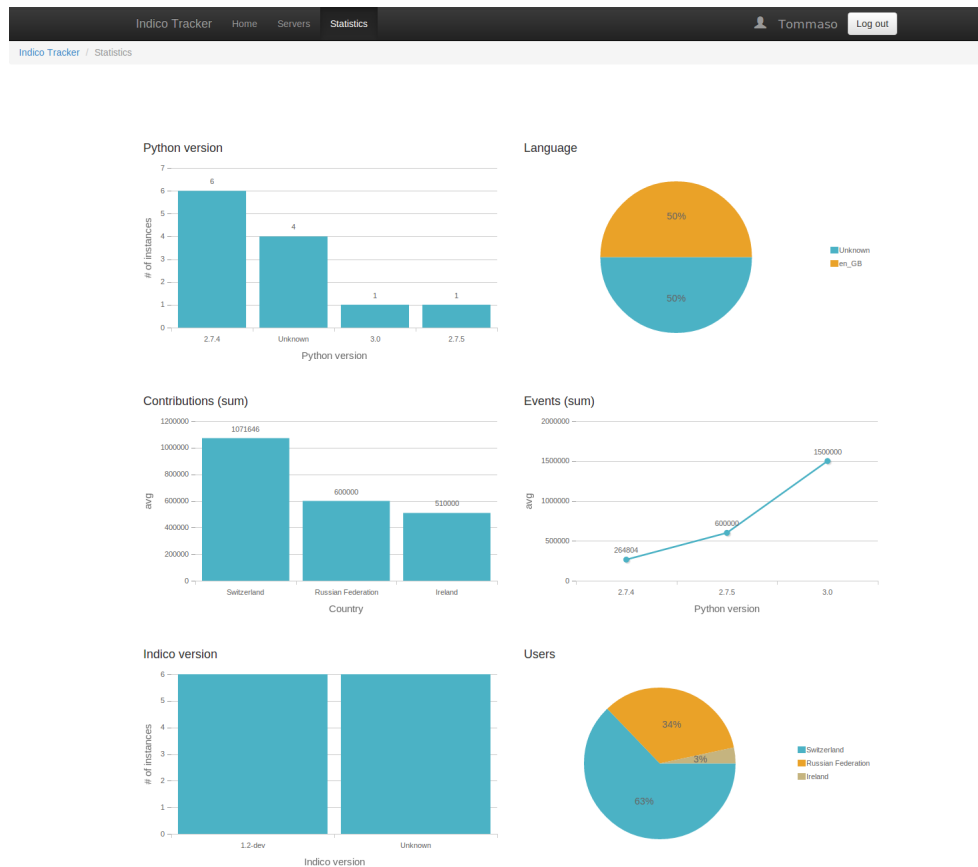 Indico Tracker Home Servers Statistics Tommaso Log out
Indico Tracker / Statistics
Python version
7
6
5
4
3
2
1
0
# of instances
6
4
1
1
2.7.4 Unknown 3.0 2.7.5
Python version
Language
50%
50%
Unknown
en_GB
Contributions (sum)
1200000
1000000
800000
600000
400000
200000
0
avg
1071646
600000
510000
Switzerland Russian Federation Ireland
Country
Events (sum)
2000000
1500000
1000000
500000
0
avg
264804
600000
1500000
2.7.4 2.7.5 3.0
Python version
Indico version
6
5
4
3
2
1
0
# of instances
1.2-dev Unknown
Indico version
Users
34%
3%
63%
Switzerland
Russian Federation
Ireland